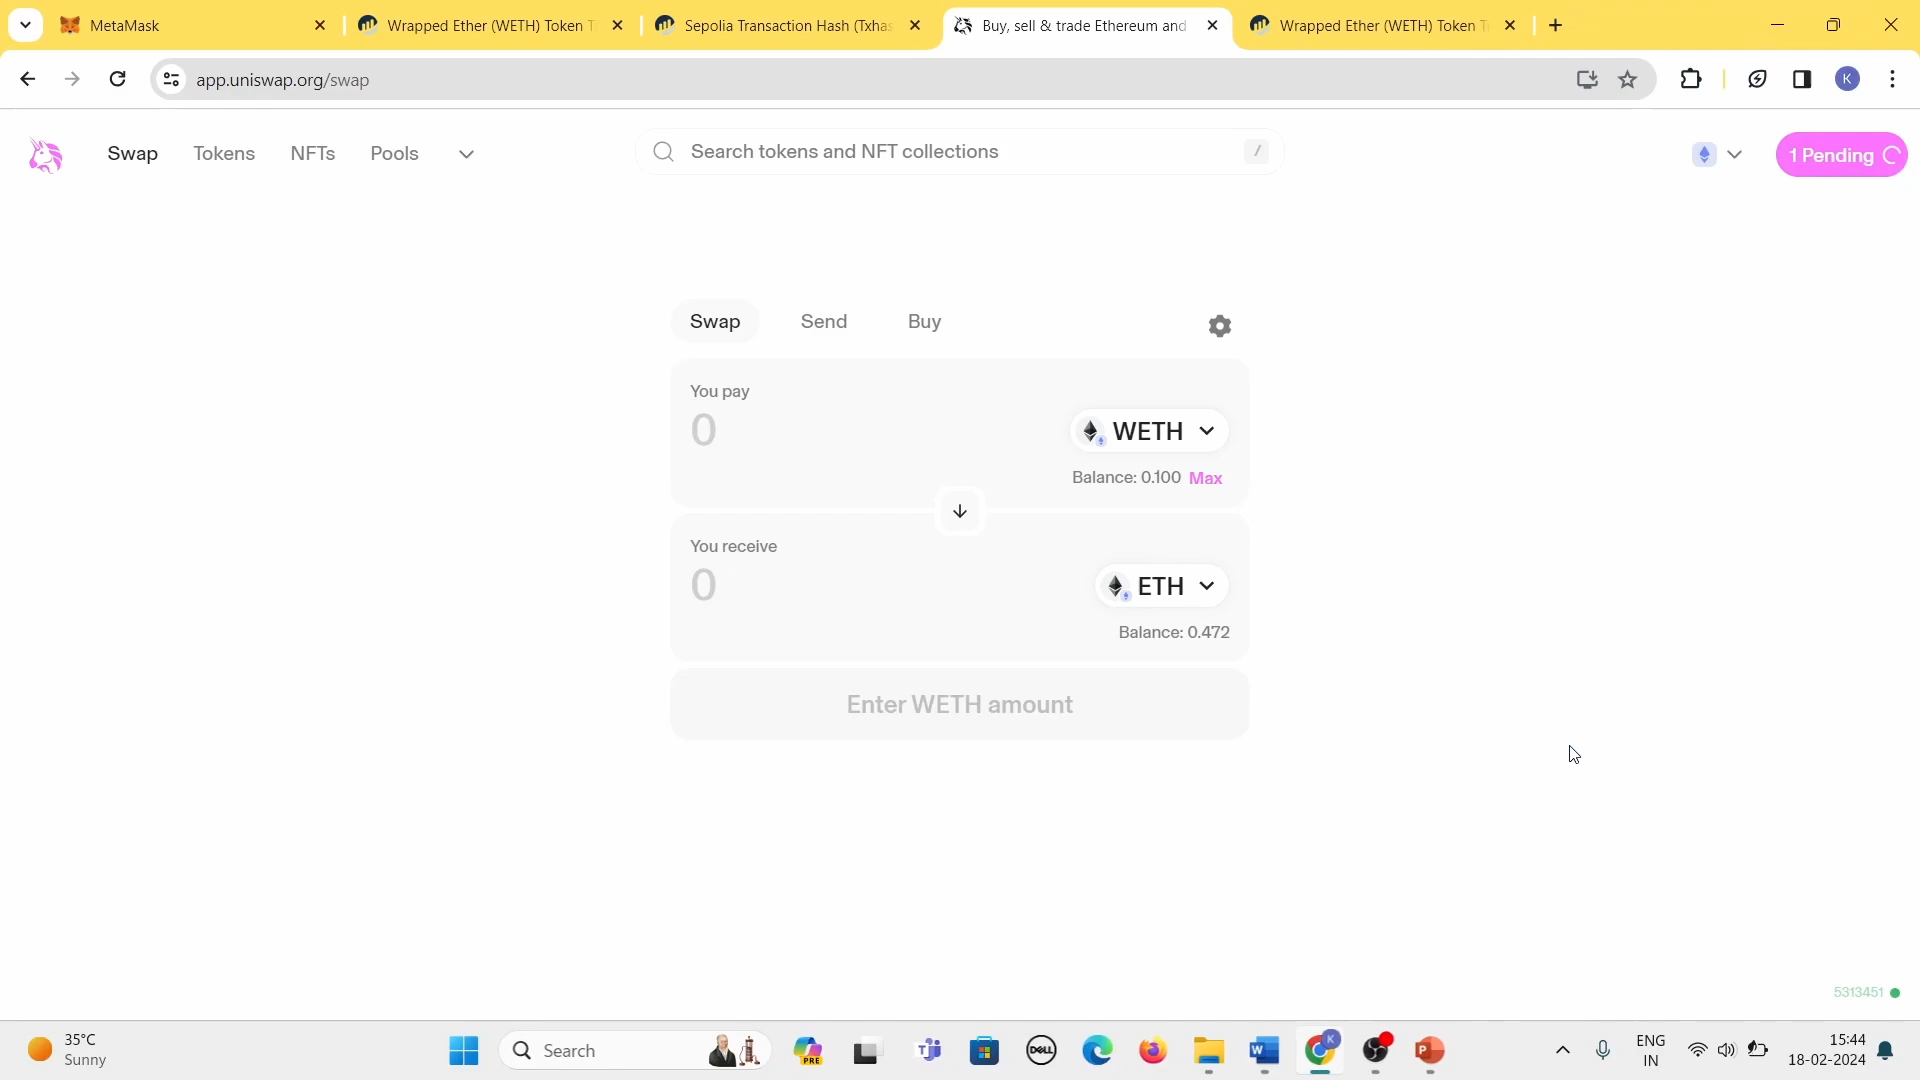 MetaMask
Wrapped Ether (WETH) Token T
Sepolia Transaction Hash (Txhas
Buy, sell & trade Ethereum and
Wrapped Ether (WETH) Token T
app.uniswap.org/swap
K
Swap
Tokens
NFTs
Pools
Search tokens and NFT collections
/
1 Pending
Swap
Send
Buy
You pay
0
WETH
Balance: 0.100 Max
You receive
0
ETH
Balance: 0.472
Enter WETH amount
5313451
35°C
Sunny
Search
PRE
DELL
W
K
P
ENG
IN
15:44
18-02-2024